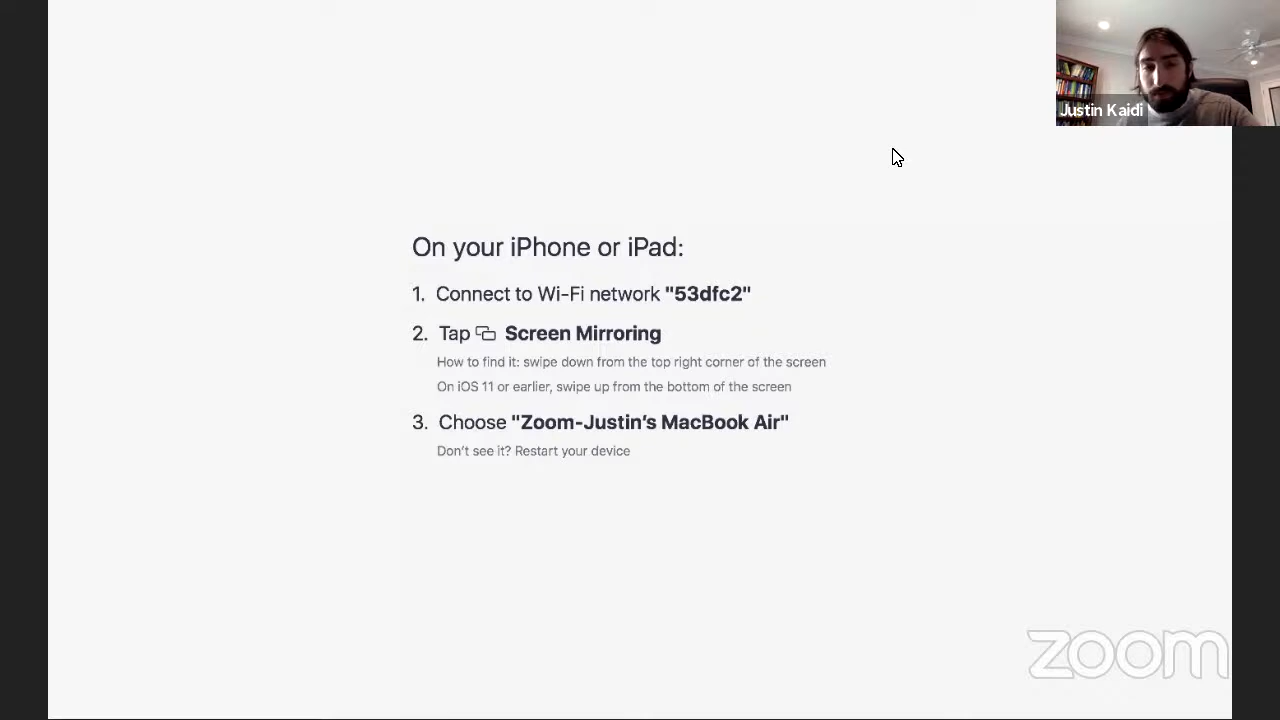 Justin Kaidi
On your iPhone or iPad:
1. Connect to Wi-Fi network "53dfc2"
2. Tap Screen Mirroring
How to find it: swipe down from the top right corner of the screen
On iOS 11 or earlier, swipe up from the bottom of the screen
3. Choose "Zoom-Justin's MacBook Air"
Don't see it? Restart your device
zoom